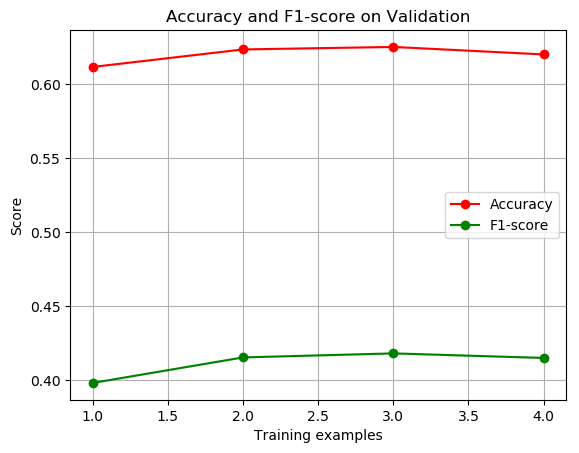 Accuracy and F1-score on Validation
0.60
0.55
0.50
0.45
0.40
Score
Accuracy
F1-score
1.0 1.5 2.0 2.5 3.0 3.5 4.0
Training examples